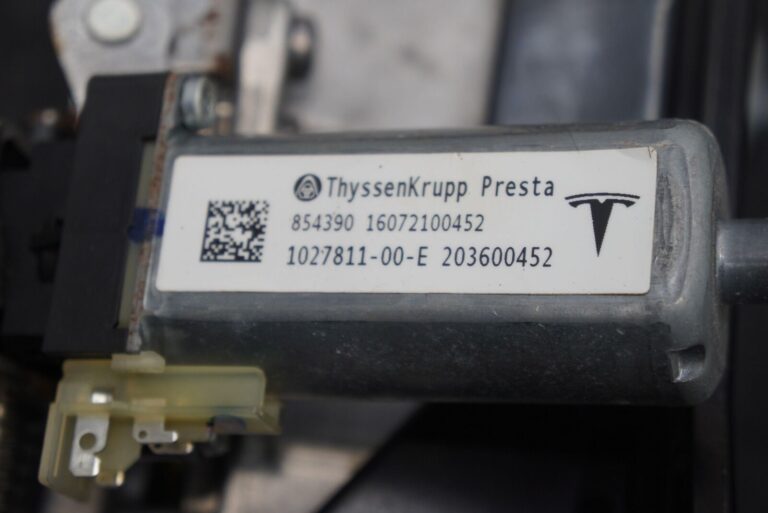 ThyssenKrupp Presta
854390 16072100452
1027811-00-E 203600452